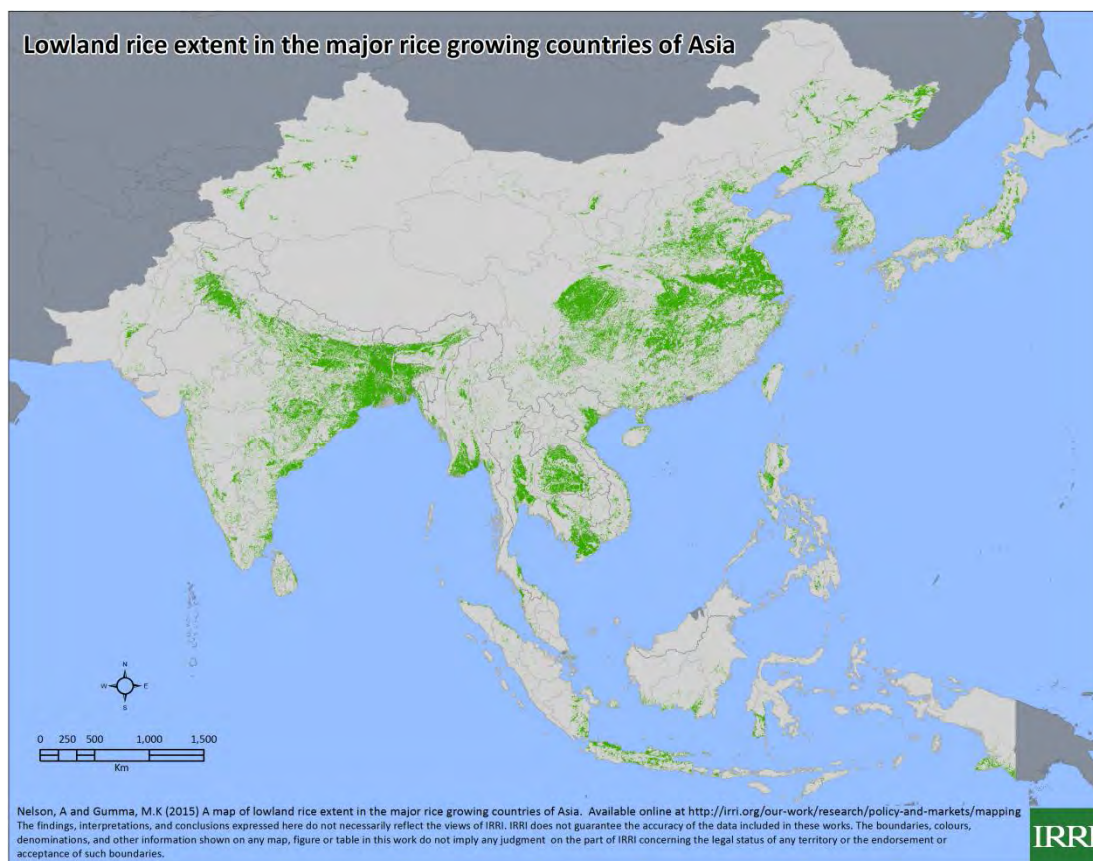 Lowland rice extent in the major rice growing countries of Asia
N
W E
S
0 250 500 1,000 1,500
Km
Nelson, A and Gumma, M.K (2015) A map of lowland rice extent in the major rice growing countries of Asia. Available online at http://irri.org/our-work/research/policy-and-markets/mapping
The findings, interpretations, and conclusions expressed here do not necessarily reflect the views of IRRI. IRRI does not guarantee the accuracy of the data included in these works. The boundaries, colours,
denominations, and other information shown on any map, figure or table in this work do not imply any judgment on the part of IRRI concerning the legal status of any territory or the endorsement or
acceptance of such boundaries.
IRRI